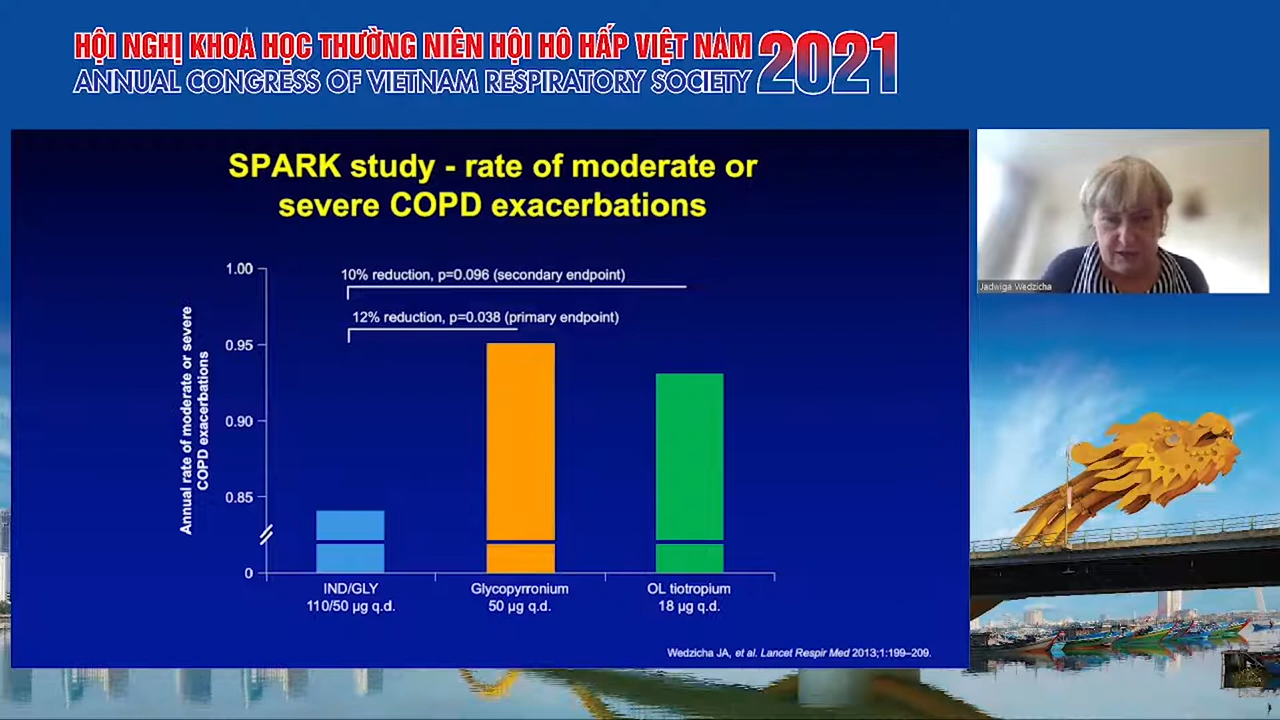 HỘI NGHỊ KHOA HỌC THƯỜNG NIÊN HỘI HÔ HẤP VIỆT NAM
ANNUAL CONGRESS OF VIETNAM RESPIRATORY SOCIETY
2021
SPARK study - rate of moderate or
severe COPD exacerbations
Jadwiga Wedzicha
Annual rate of moderate or severe
COPD exacerbations
1.00
0.95
0.90
0.85
0
10% reduction, p=0.096 (secondary endpoint)
12% reduction, p=0.038 (primary endpoint)
IND/GLY
110/50 µg q.d.
Glycopyrronium
50 µg q.d.
OL tiotropium
18 µg q.d.
Wedzicha JA, et al. Lancet Respir Med 2013;1:199–209.